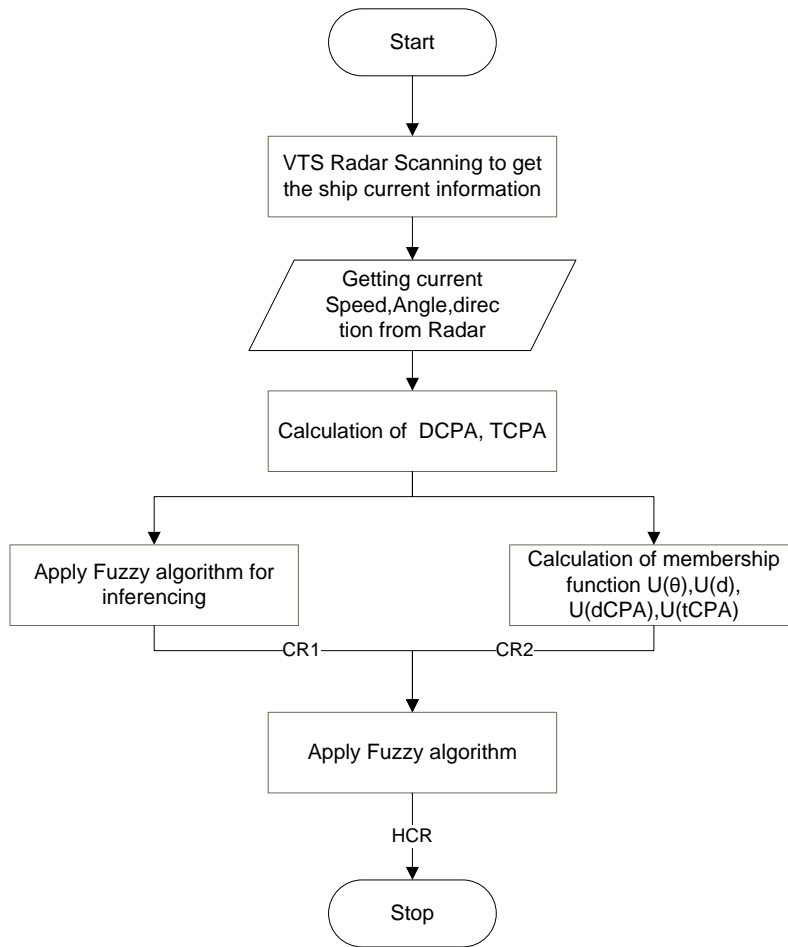 Start
VTS Radar Scanning to get
the ship current information
Getting current
Speed,Angle,direc
tion from Radar
Calculation of  DCPA, TCPA
Apply Fuzzy algorithm for
inferencing
Calculation of membership
function U(θ),U(d),
U(dCPA),U(tCPA)
CR1
CR2
Apply Fuzzy algorithm
HCR
Stop